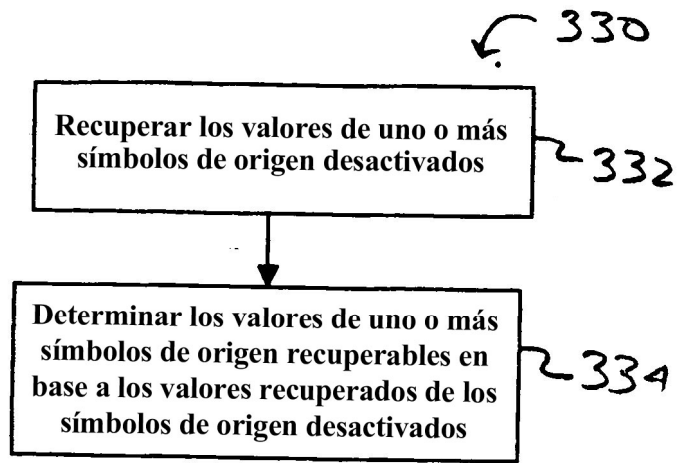 330
Recuperar los valores de uno o más
símbolos de origen desactivados
332
Determinar los valores de uno o más
símbolos de origen recuperables en
base a los valores recuperados de los
símbolos de origen desactivados
334